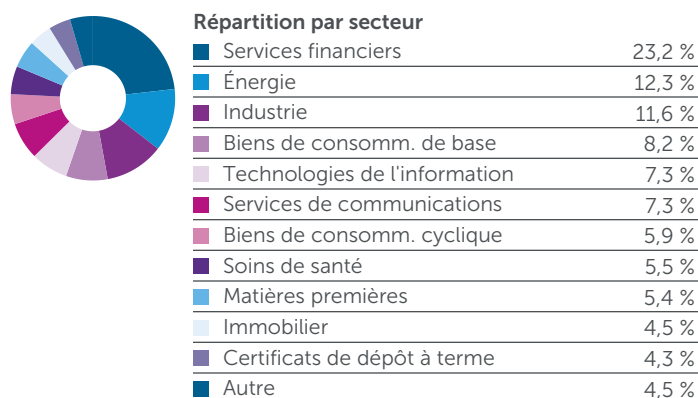 Répartition par secteur
Services financiers 23,2 %
Énergie 12,3 %
Industrie 11,6 %
Biens de consomm. de base 8,2 %
Technologies de l'information 7,3 %
Services de communications 7,3 %
Biens de consomm. cyclique 5,9 %
Soins de santé 5,5 %
Matières premières 5,4 %
Immobilier 4,5 %
Certificats de dépôt à terme 4,3 %
Autre 4,5 %